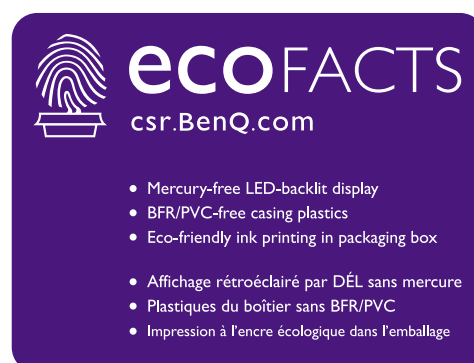 ecoFACTS
csr.BenQ.com
• Mercury-free LED-backlit display
• BFR/PVC-free casing plastics
• Eco-friendly ink printing in packaging box
• Affichage rétroéclairé par DÉL sans mercure
• Plastiques du boîtier sans BFR/PVC
• Impression à l'encre écologique dans l'emballage